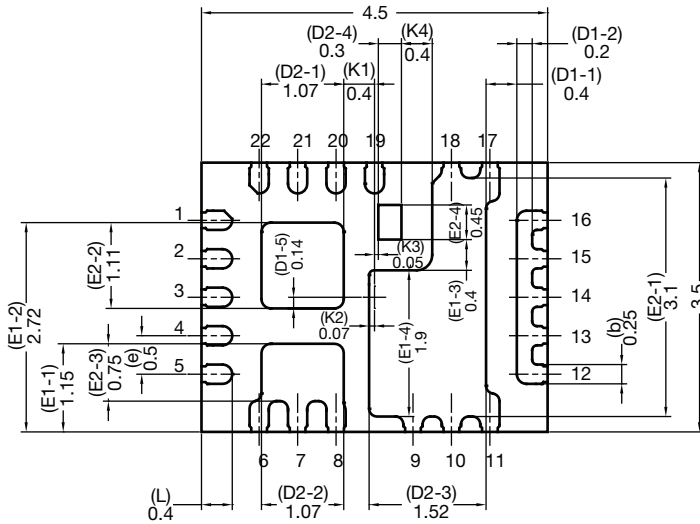 4.5
(D2-4)
0.3
(K4)
0.4
(D1-2)
0.2
(D2-1)
1.07
(K1)
0.4
(D1-1)
0.4
22 21 20 19 18 17
1
2
3
4
5
16
15
14
13
12
6 7 8 9 10 11
(E1-2)
2.72
(E2-2)
1.11
(E1-1)
1.15
(E2-3)
0.75
(e)
0.5
(D1-5)
0.14
(K2)
0.07
(K3)
0.05
(E2-4)
0.45
(E1-3)
0.4
(E1-4)
1.9
(b)
0.25
(E2-1)
3.1
3.5
(L)
0.4
(D2-2)
1.07
(D2-3)
1.52